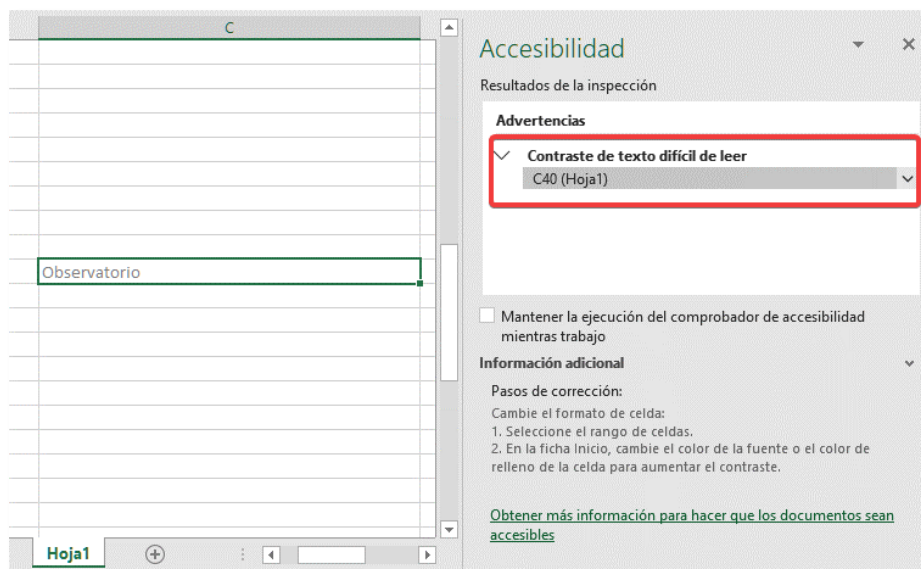 C
Observatorio
Hoja1
Accesibilidad
Resultados de la inspección
Advertencias
Contraste de texto difícil de leer
C40 (Hoja1)
Mantener la ejecución del comprobador de accesibilidad
mientras trabajo
Información adicional
Pasos de corrección:
Cambie el formato de celda:
1. Seleccione el rango de celdas.
2. En la ficha Inicio, cambie el color de la fuente o el color de
relleno de la celda para aumentar el contraste.
Obtener más información para hacer que los documentos sean
accesibles